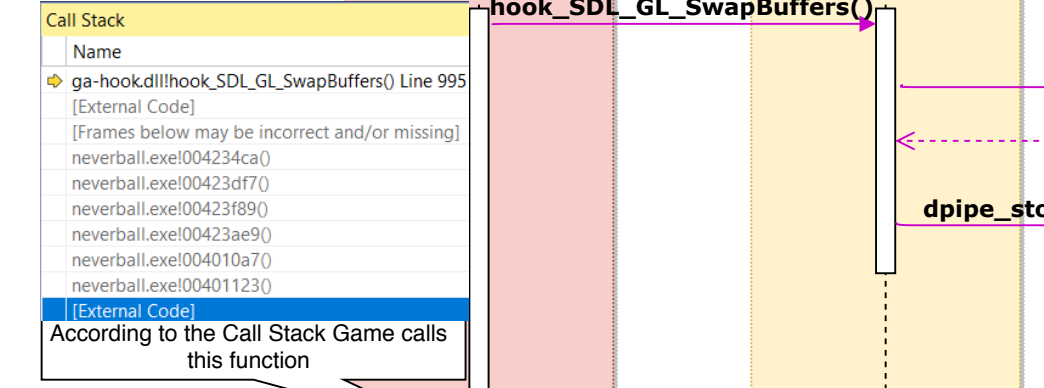 hook_SDL_GL_SwapBuffers()
Call Stack
Name
ga-hook.dll!hook_SDL_GL_SwapBuffers() Line 995
[External Code]
[Frames below may be incorrect and/or missing]
neverball.exe!004234ca()
neverball.exe!00423df7()
neverball.exe!00423f89()
neverball.exe!00423ae9()
neverball.exe!004010a7()
neverball.exe!00401123()
[External Code]
According to the Call Stack Game calls
this function